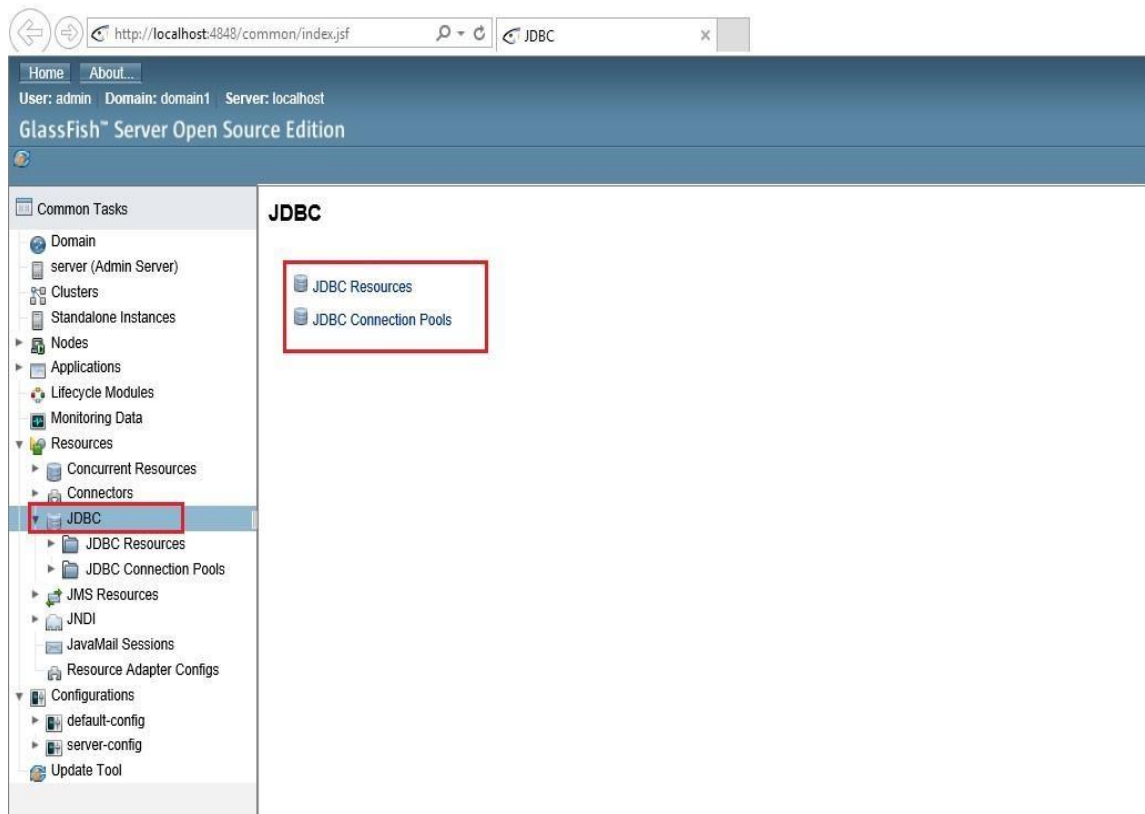 http://localhost:4848/common/index.jsf
JDBC
Home About...
User: admin Domain: domain1 Server: localhost
GlassFish™ Server Open Source Edition
Common Tasks
Domain
server (Admin Server)
Clusters
Standalone Instances
Nodes
Applications
Lifecycle Modules
Monitoring Data
Resources
Concurrent Resources
Connectors
JDBC
JDBC Resources
JDBC Connection Pools
JMS Resources
JNDI
JavaMail Sessions
Resource Adapter Configs
Configurations
default-config
server-config
Update Tool
JDBC
JDBC Resources
JDBC Connection Pools